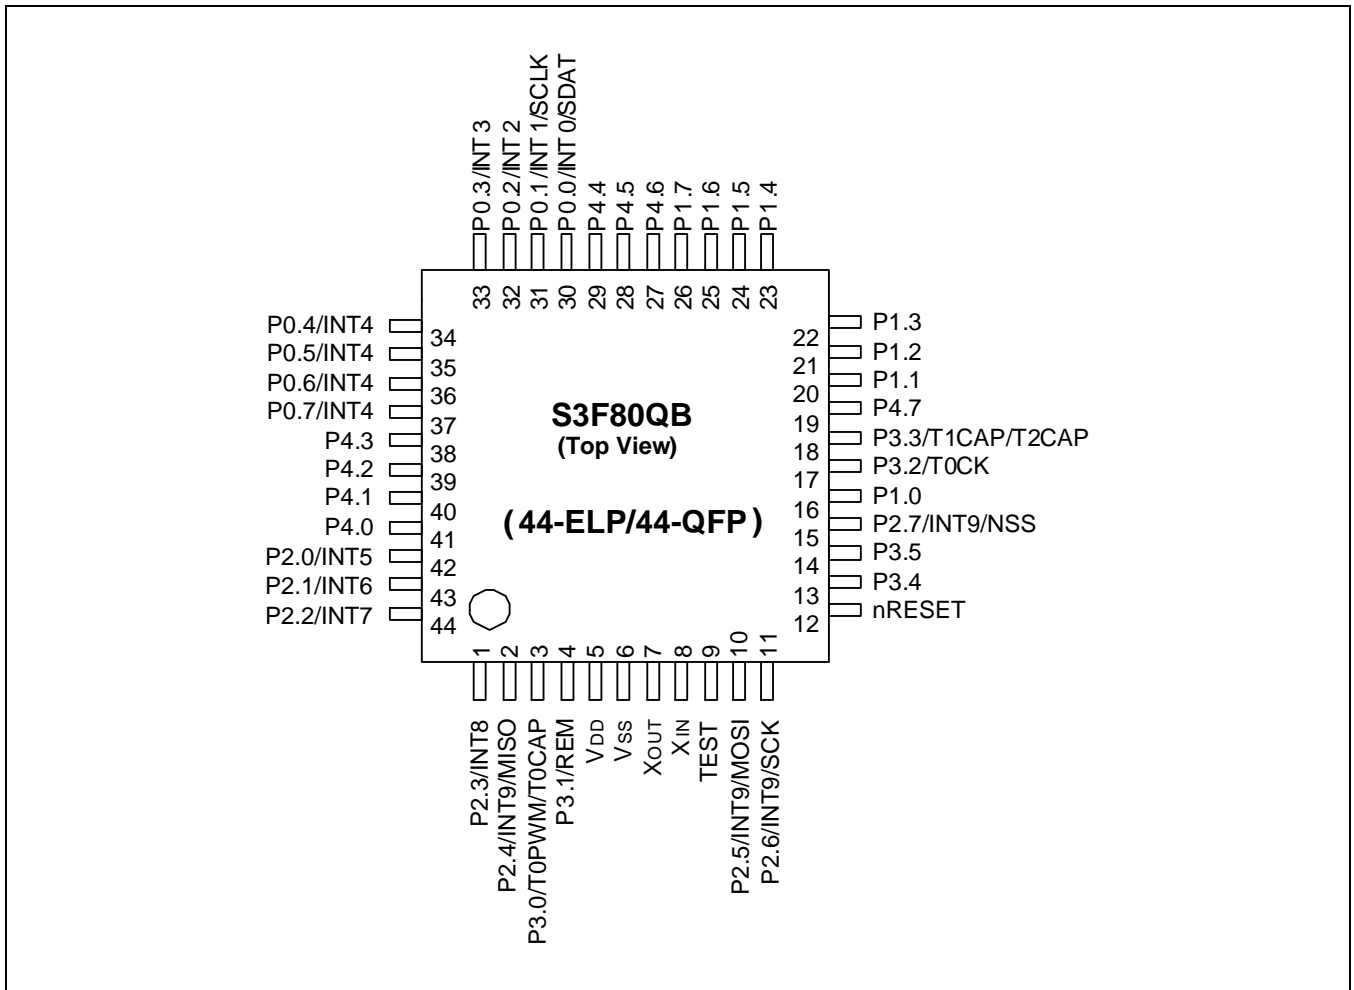 P0.3/INT3
P0.2/INT2
P0.1/INT1/SCLK
P0.0/INT0/SDAT
P4.4
P4.5
P4.6
P1.7
P1.6
P1.5
P1.4
33
32
31
30
29
28
27
26
25
24
23
P0.4/INT4
P0.5/INT4
P0.6/INT4
P0.7/INT4
P4.3
P4.2
P4.1
P4.0
P2.0/INT5
P2.1/INT6
P2.2/INT7
34
35
36
37
38
39
40
41
42
43
44
S3F80QB
(Top View)
(44-ELP/44-QFP)
22
21
20
19
18
17
16
15
14
13
12
P1.3
P1.2
P1.1
P4.7
P3.3/T1CAP/T2CAP
P3.2/T0CK
P1.0
P2.7/INT9/NSS
P3.5
P3.4
nRESET
1
2
3
4
5
6
7
8
9
10
11
P2.3/INT8
P2.4/INT9/MISO
P3.0/T0PWM/T0CAP
P3.1/REM
VDD
VSS
XOUT
XIN
TEST
P2.5/INT9/MOSI
P2.6/INT9/SCK